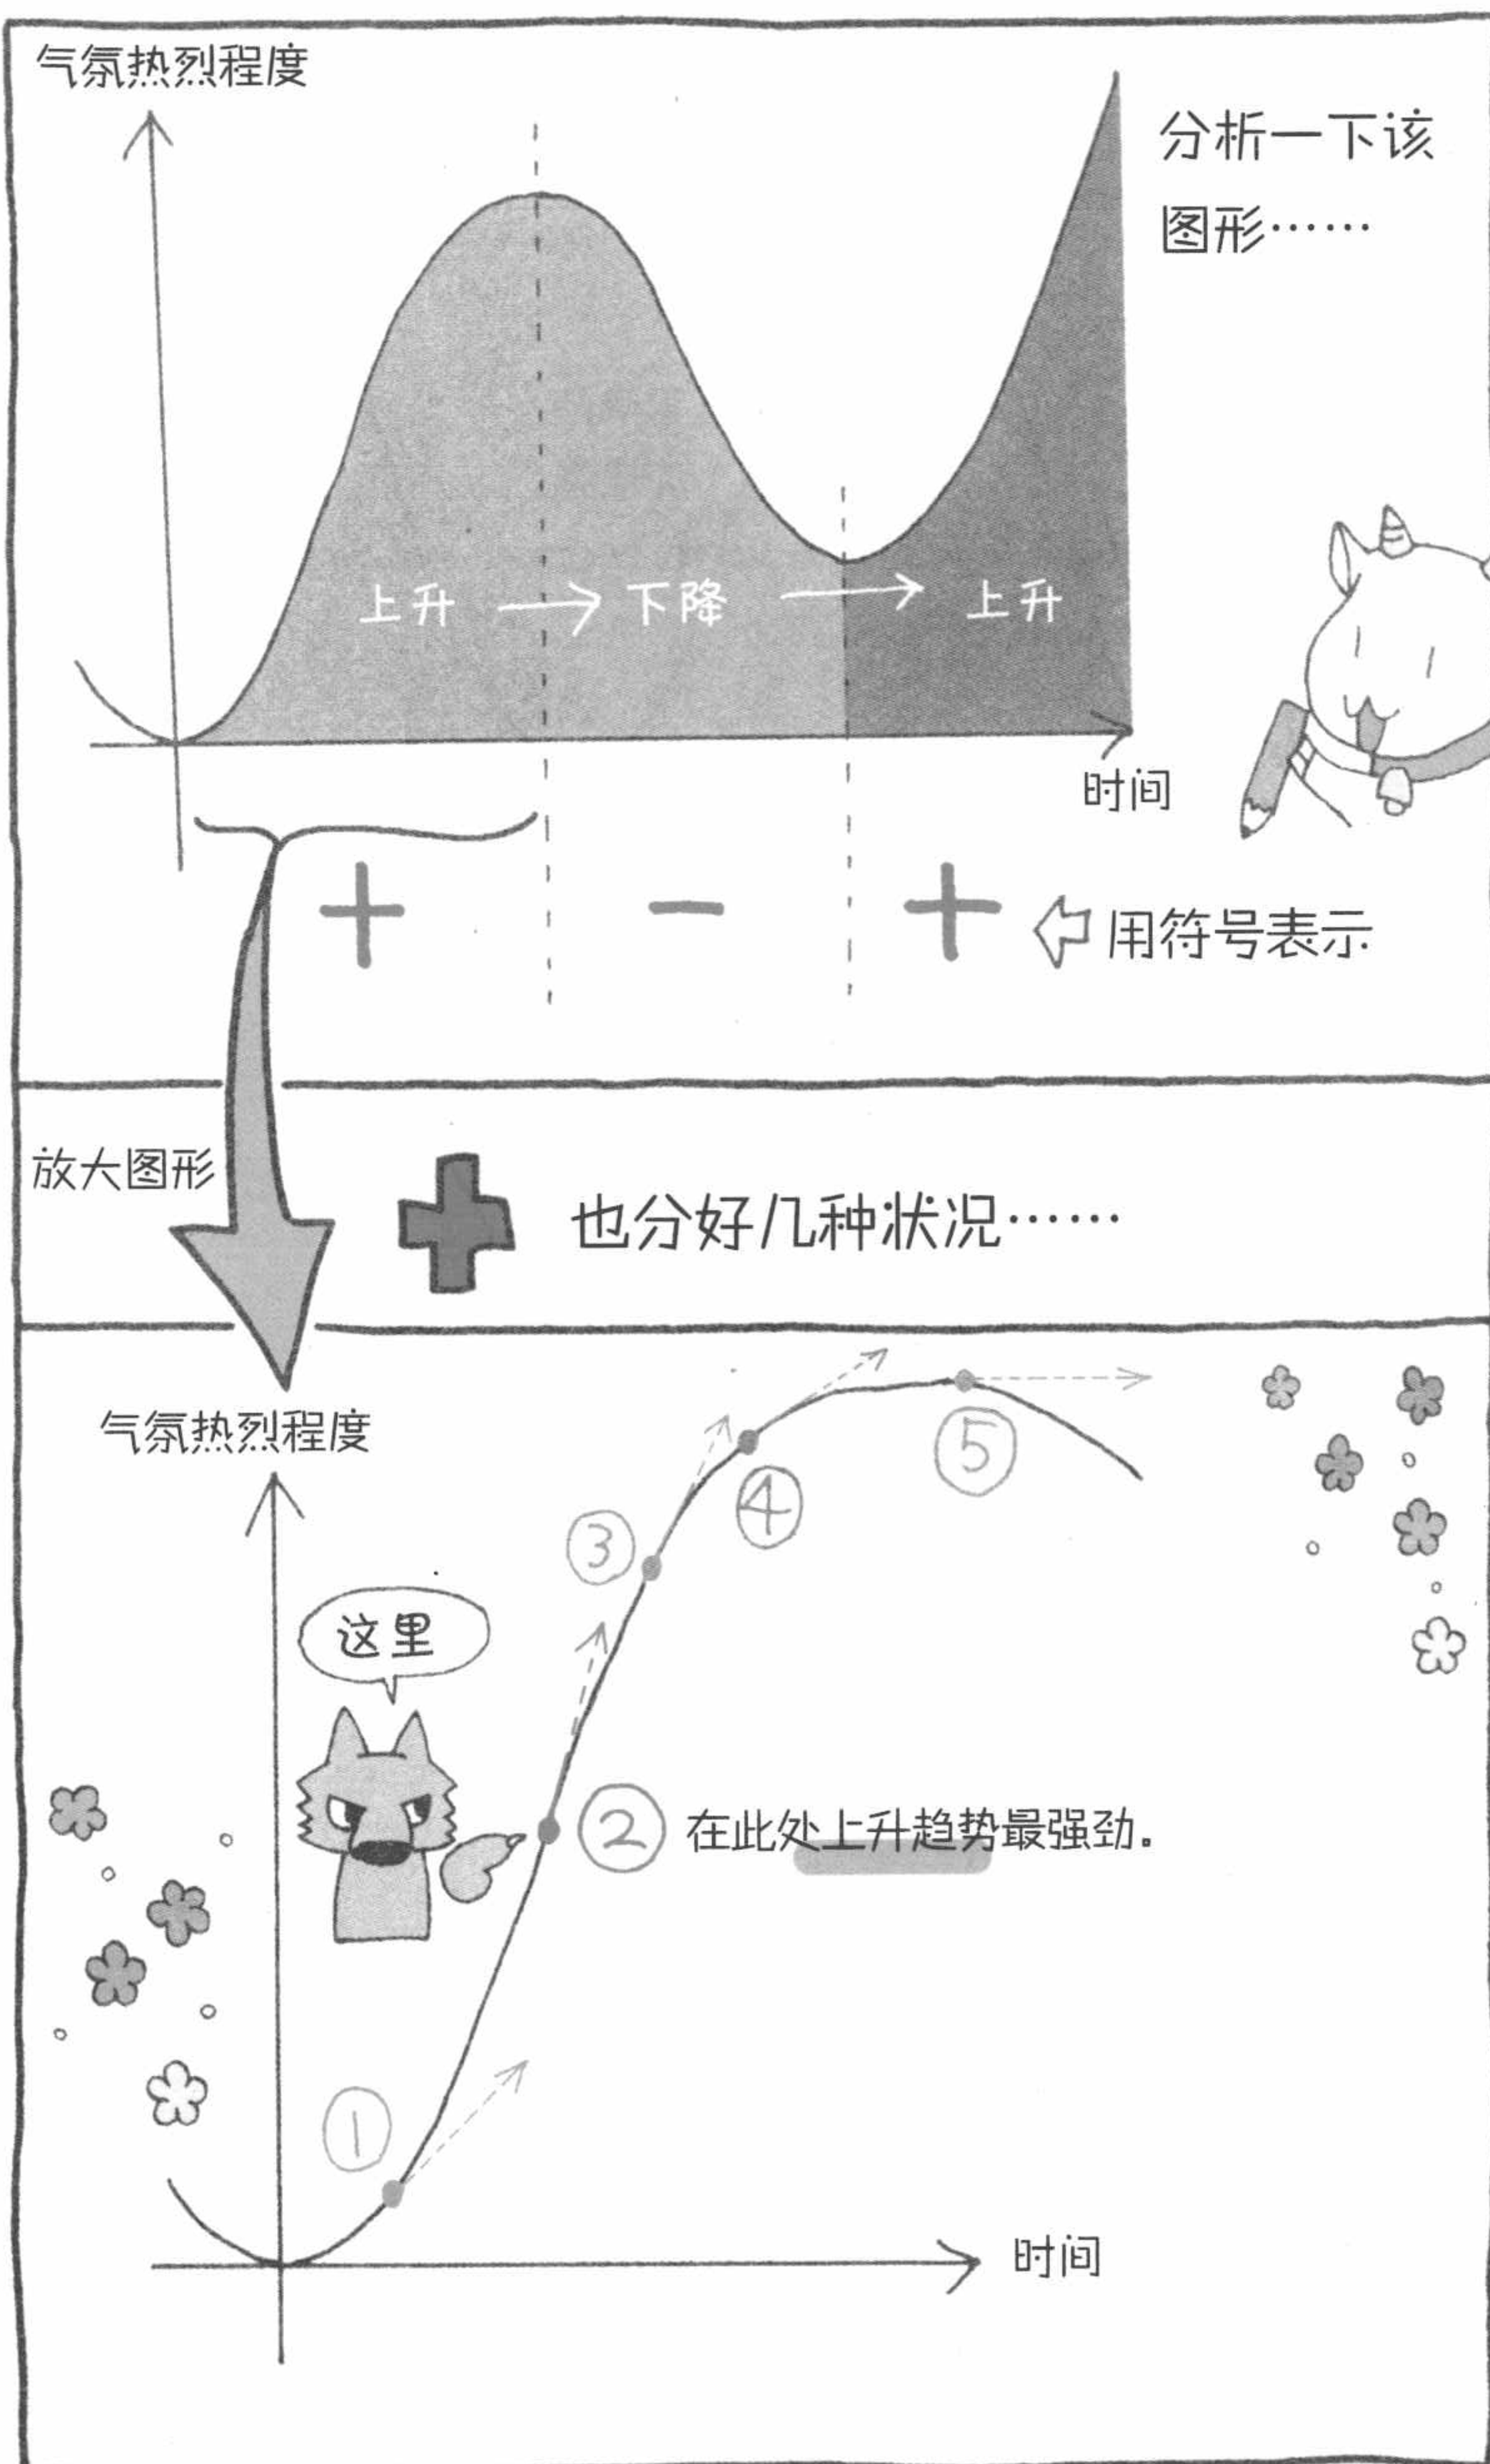 气氛热烈程度
分析一下该
图形……
上升 → 下降 → 上升
时间
+ − +
⇦ 用符号表示
放大图形
+ 也分好几种状况……
气氛热烈程度
⑤
④
③
这里
② 在此处上升趋势最强劲。
①
时间